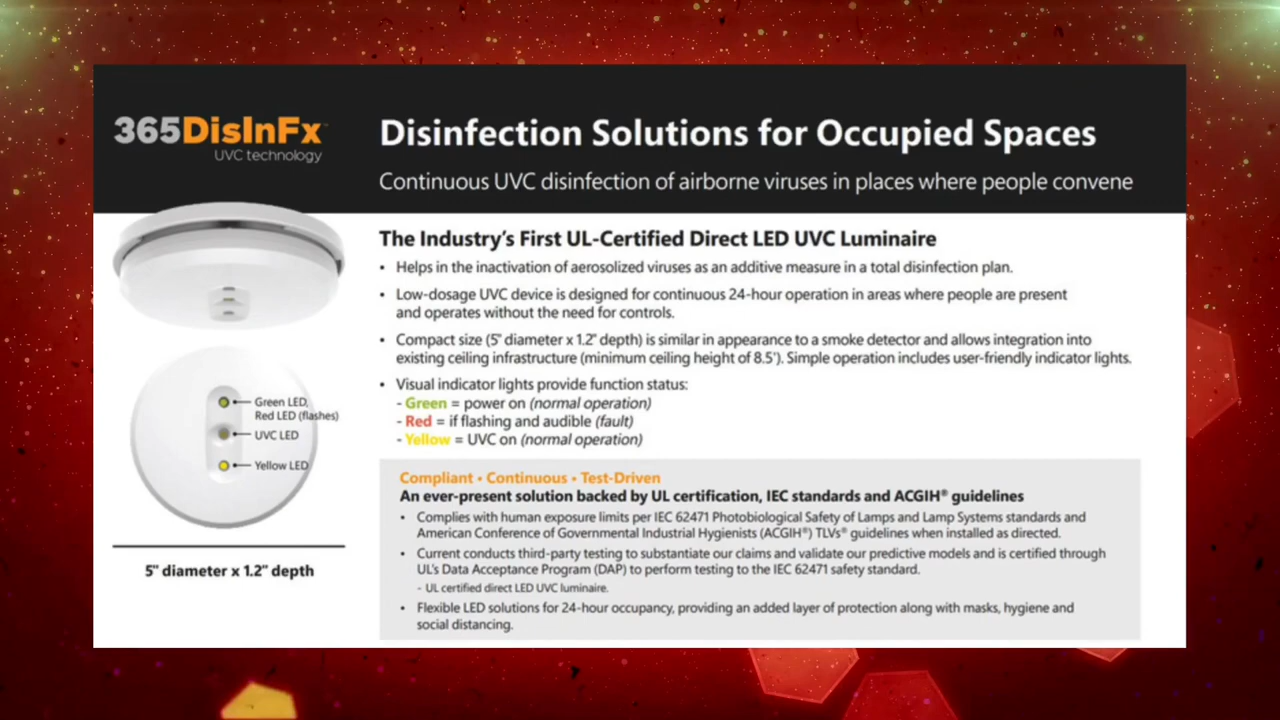 365DisInFx™
UVC technology
Disinfection Solutions for Occupied Spaces
Continuous UVC disinfection of airborne viruses in places where people convene
The Industry's First UL-Certified Direct LED UVC Luminaire
• Helps in the inactivation of aerosolized viruses as an additive measure in a total disinfection plan.
• Low-dosage UVC device is designed for continuous 24-hour operation in areas where people are present
and operates without the need for controls.
• Compact size (5" diameter x 1.2" depth) is similar in appearance to a smoke detector and allows integration into
existing ceiling infrastructure (minimum ceiling height of 8.5'). Simple operation includes user-friendly indicator lights.
• Visual indicator lights provide function status:
- Green = power on (normal operation)
- Red = if flashing and audible (fault)
- Yellow = UVC on (normal operation)
Green LED,
Red LED (flashes)
UVC LED
Yellow LED
5" diameter x 1.2" depth
Compliant • Continuous • Test-Driven
An ever-present solution backed by UL certification, IEC standards and ACGIH® guidelines
• Complies with human exposure limits per IEC 62471 Photobiological Safety of Lamps and Lamp Systems standards and
American Conference of Governmental Industrial Hygienists (ACGIH®) TLVs® guidelines when installed as directed.
• Current conducts third-party testing to substantiate our claims and validate our predictive models and is certified through
UL's Data Acceptance Program (DAP) to perform testing to the IEC 62471 safety standard.
- UL certified direct LED UVC luminaire.
• Flexible LED solutions for 24-hour occupancy, providing an added layer of protection along with masks, hygiene and
social distancing.